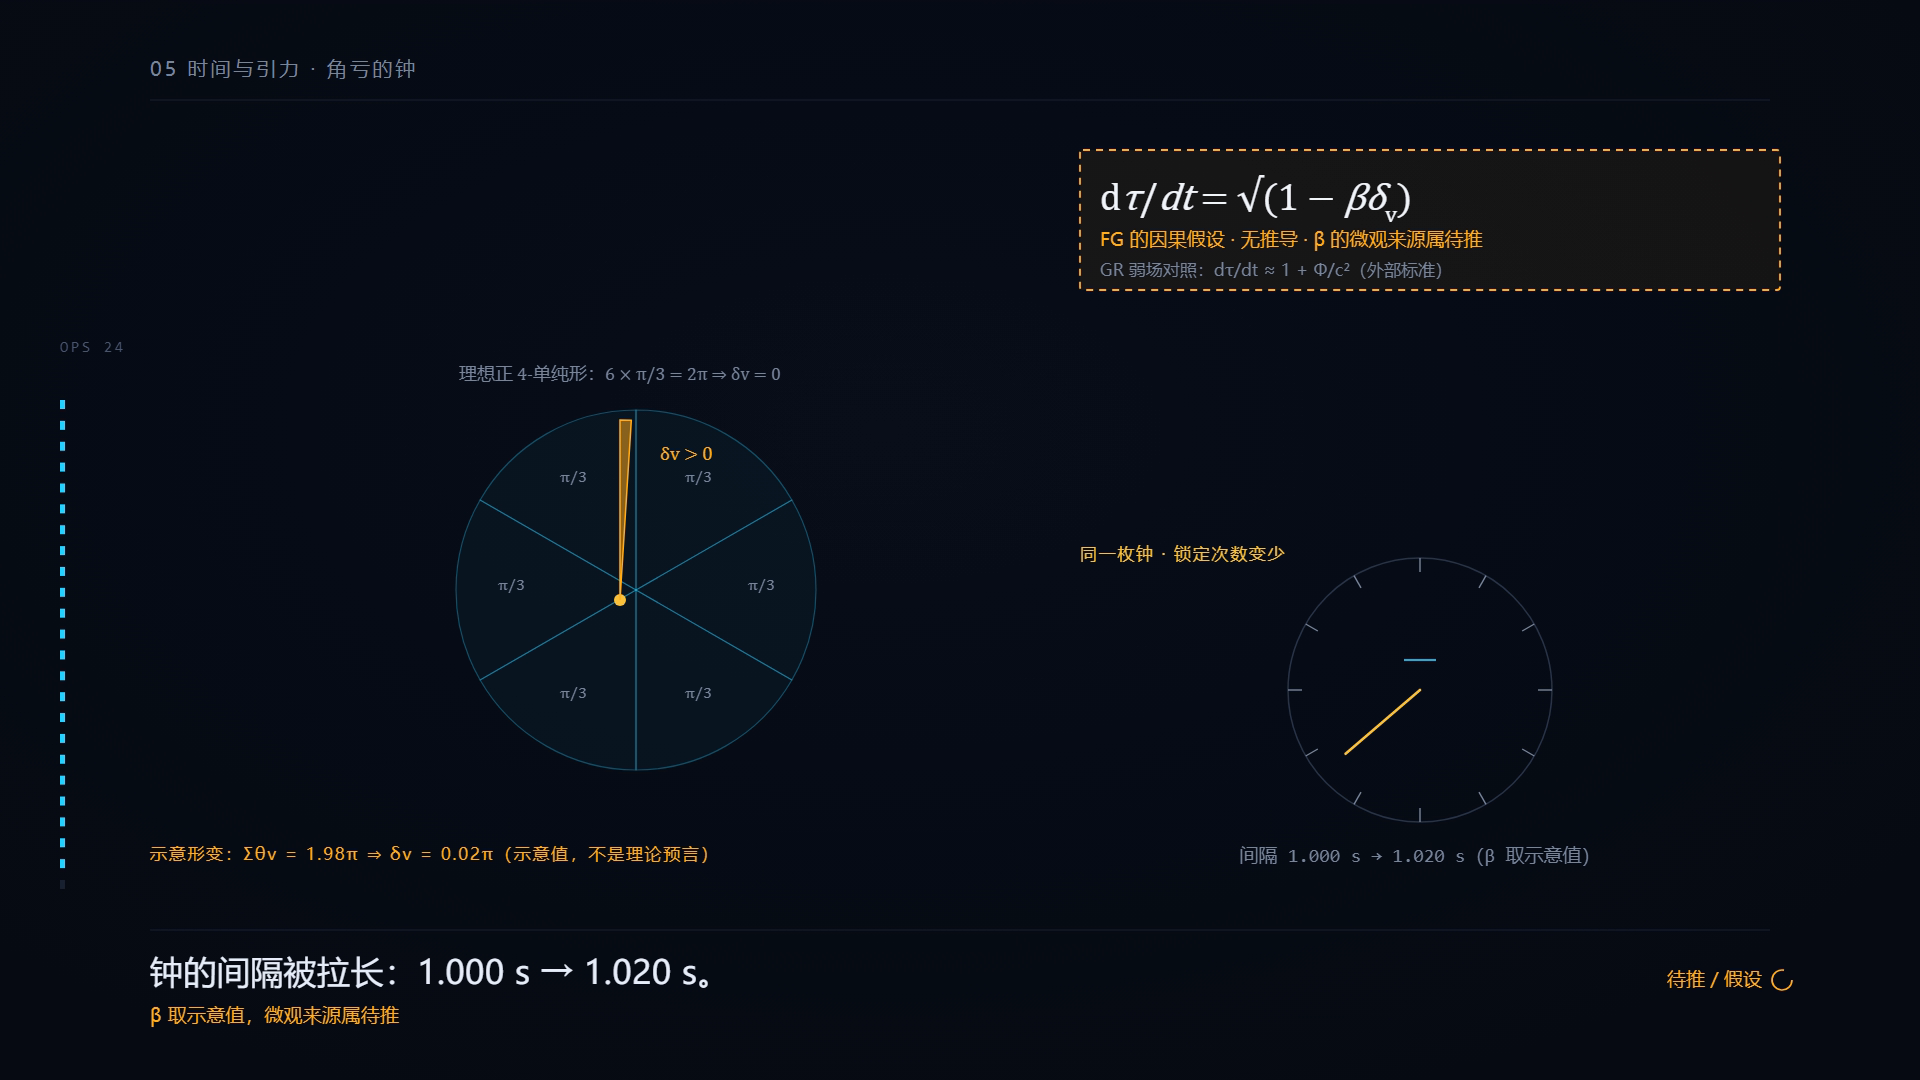 05 时间与引力 · 角亏的钟
dτ/dt = √(1 − βδᵥ)
FG 的因果假设 · 无推导 · β 的微观来源属待推
GR 弱场对照：dτ/dt ≈ 1 + Φ/c²（外部标准）
OPS 24
理想正 4-单纯形：6 × π/3 = 2π ⇒ δv = 0
δv > 0
π/3
π/3
π/3
π/3
π/3
π/3
同一枚钟 · 锁定次数变少
示意形变：Σθv = 1.98π ⇒ δv = 0.02π（示意值，不是理论预言）
间隔 1.000 s → 1.020 s（β 取示意值）
钟的间隔被拉长：1.000 s → 1.020 s。
β 取示意值，微观来源属待推
待推 / 假设